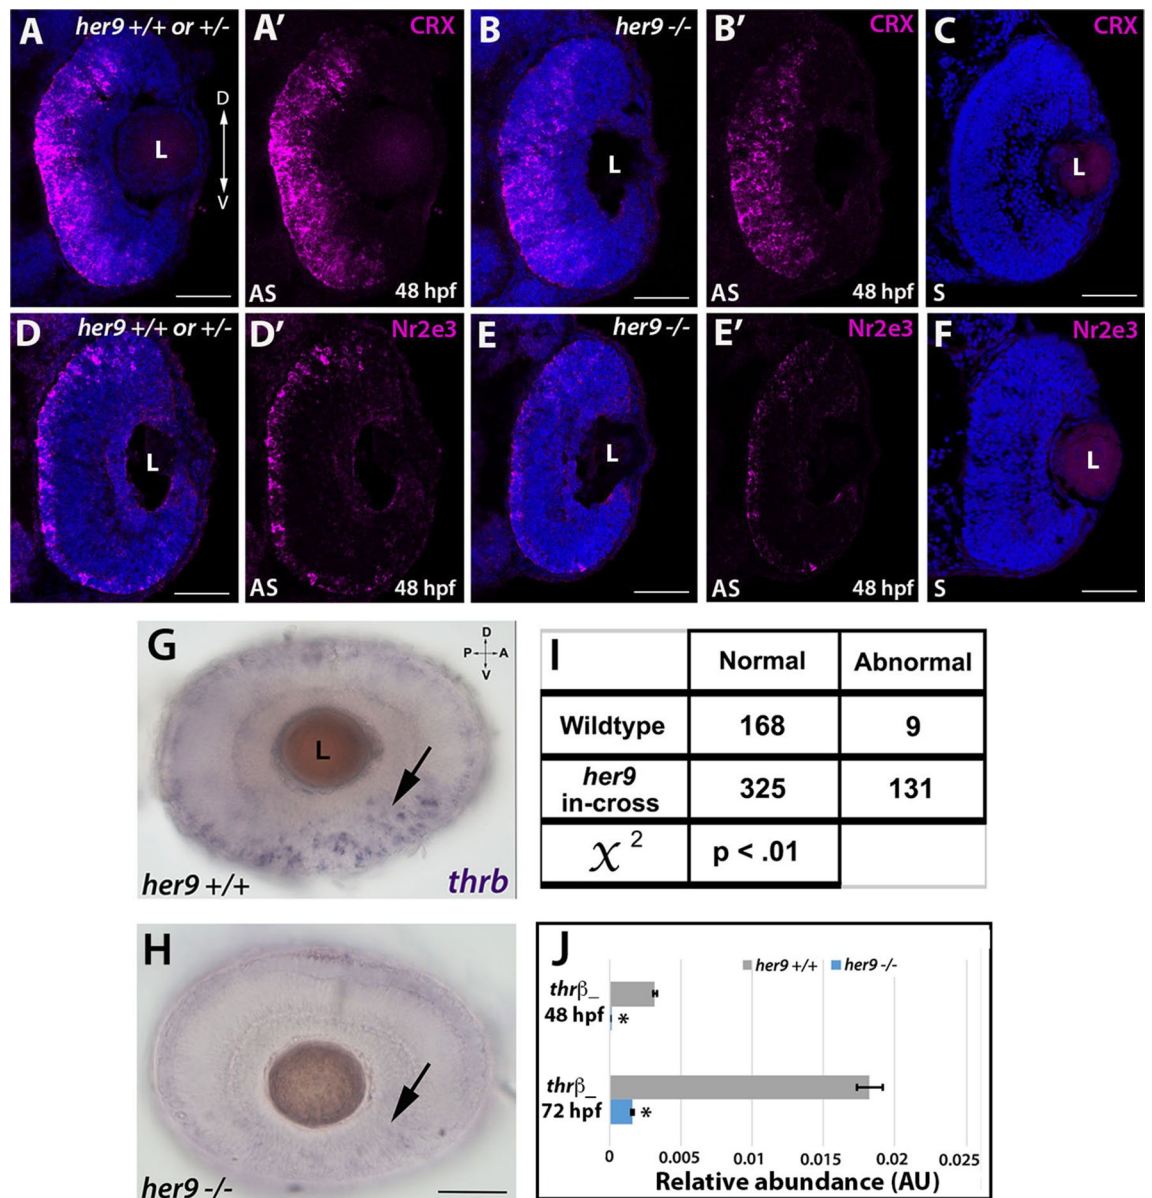 A her9 +/+ or +/-
A′ CRX
B her9 -/-
B′ CRX
C
D
V
L
L
L
AS 48 hpf
AS 48 hpf
S
D her9 +/+ or +/-
D′ Nr2e3
E her9 -/-
E′ Nr2e3
F
L
L
L
AS 48 hpf
AS 48 hpf
S
G
D
P A
V
L
her9 +/+ thrb
I
Normal Abnormal
Wildtype 168 9
her9
in-cross 325 131
χ 2 p < .01
H
her9 -/-
J
her9 +/+ her9 -/-
thrβ_
48 hpf *
thrβ_
72 hpf *
0 0.005 0.01 0.015 0.02 0.025
Relative abundance (AU)